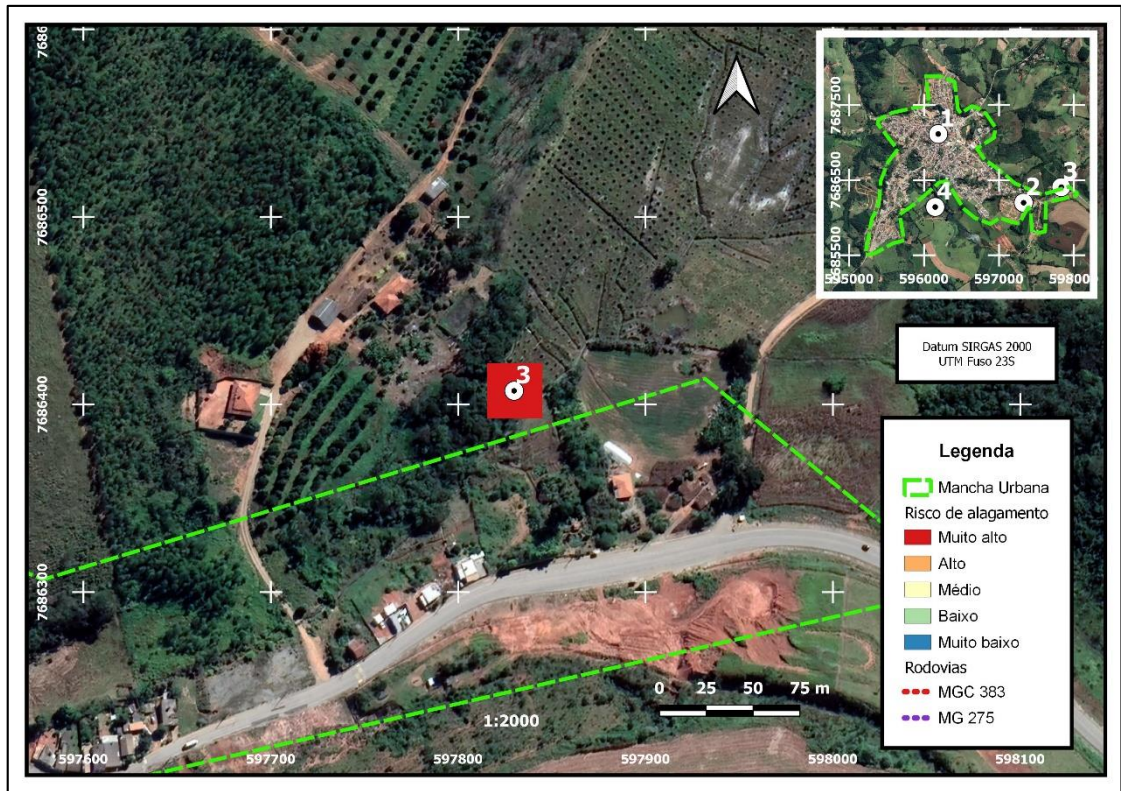 7686
7686500
7686400
7686300
597600
597700
597800
597900
598000
598100
3
1:2000
0 25 50 75 m
7687500
7686500
7685500
595000
596000
597000
59800
1
2
3
4
Datum SIRGAS 2000
UTM Fuso 23S
Legenda
Mancha Urbana
Risco de alagamento
Muito alto
Alto
Médio
Baixo
Muito baixo
Rodovias
MGC 383
MG 275